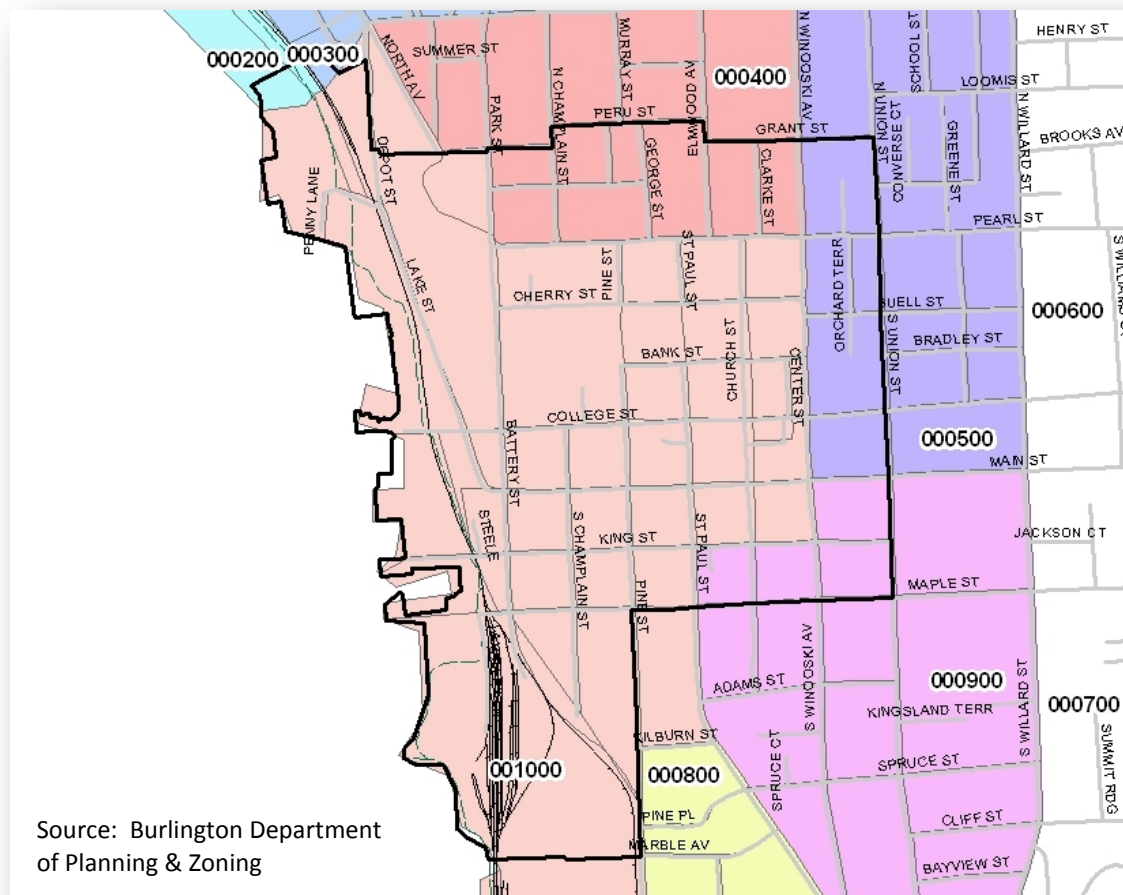 HENRY ST
000200
000300
NORTH AV
SUMMER ST
MURRAY ST
N WINOOSKI AV
SCHOOL ST
000400
LOOMIS ST
N CHAMPLAIN ST
PARK ST
ELMWOOD AV
PERU ST
GRANT ST
N UNION ST
CONVERSE CT
GREENE ST
N WILLARD ST
BROOKS AV
DEPOT ST
GEORGE ST
CLARKE ST
PENNY LANE
PEARL ST
LAKE ST
PINE ST
ST PAUL ST
ORCHARD TERR
CHERRY ST
BUELL ST
000600
CHURCH ST
S UNION ST
BRADLEY ST
BANK ST
CENTER ST
COLLEGE ST
000500
BATTERY ST
MAIN ST
STEELE
S CHAMPLAIN ST
KING ST
ST PAUL ST
JACKSON CT
MAPLE ST
PINE ST
S WINOOSKI AV
ADAMS ST
000900
KINGSLAND TERR
S WILLARD ST
000700
KILBURN ST
SPRUCE CT
SPRUCE ST
SUMMIT RDG
001000
000800
PINE PL
CLIFF ST
MARBLE AV
BAYVIEW ST
Source: Burlington Department
of Planning & Zoning